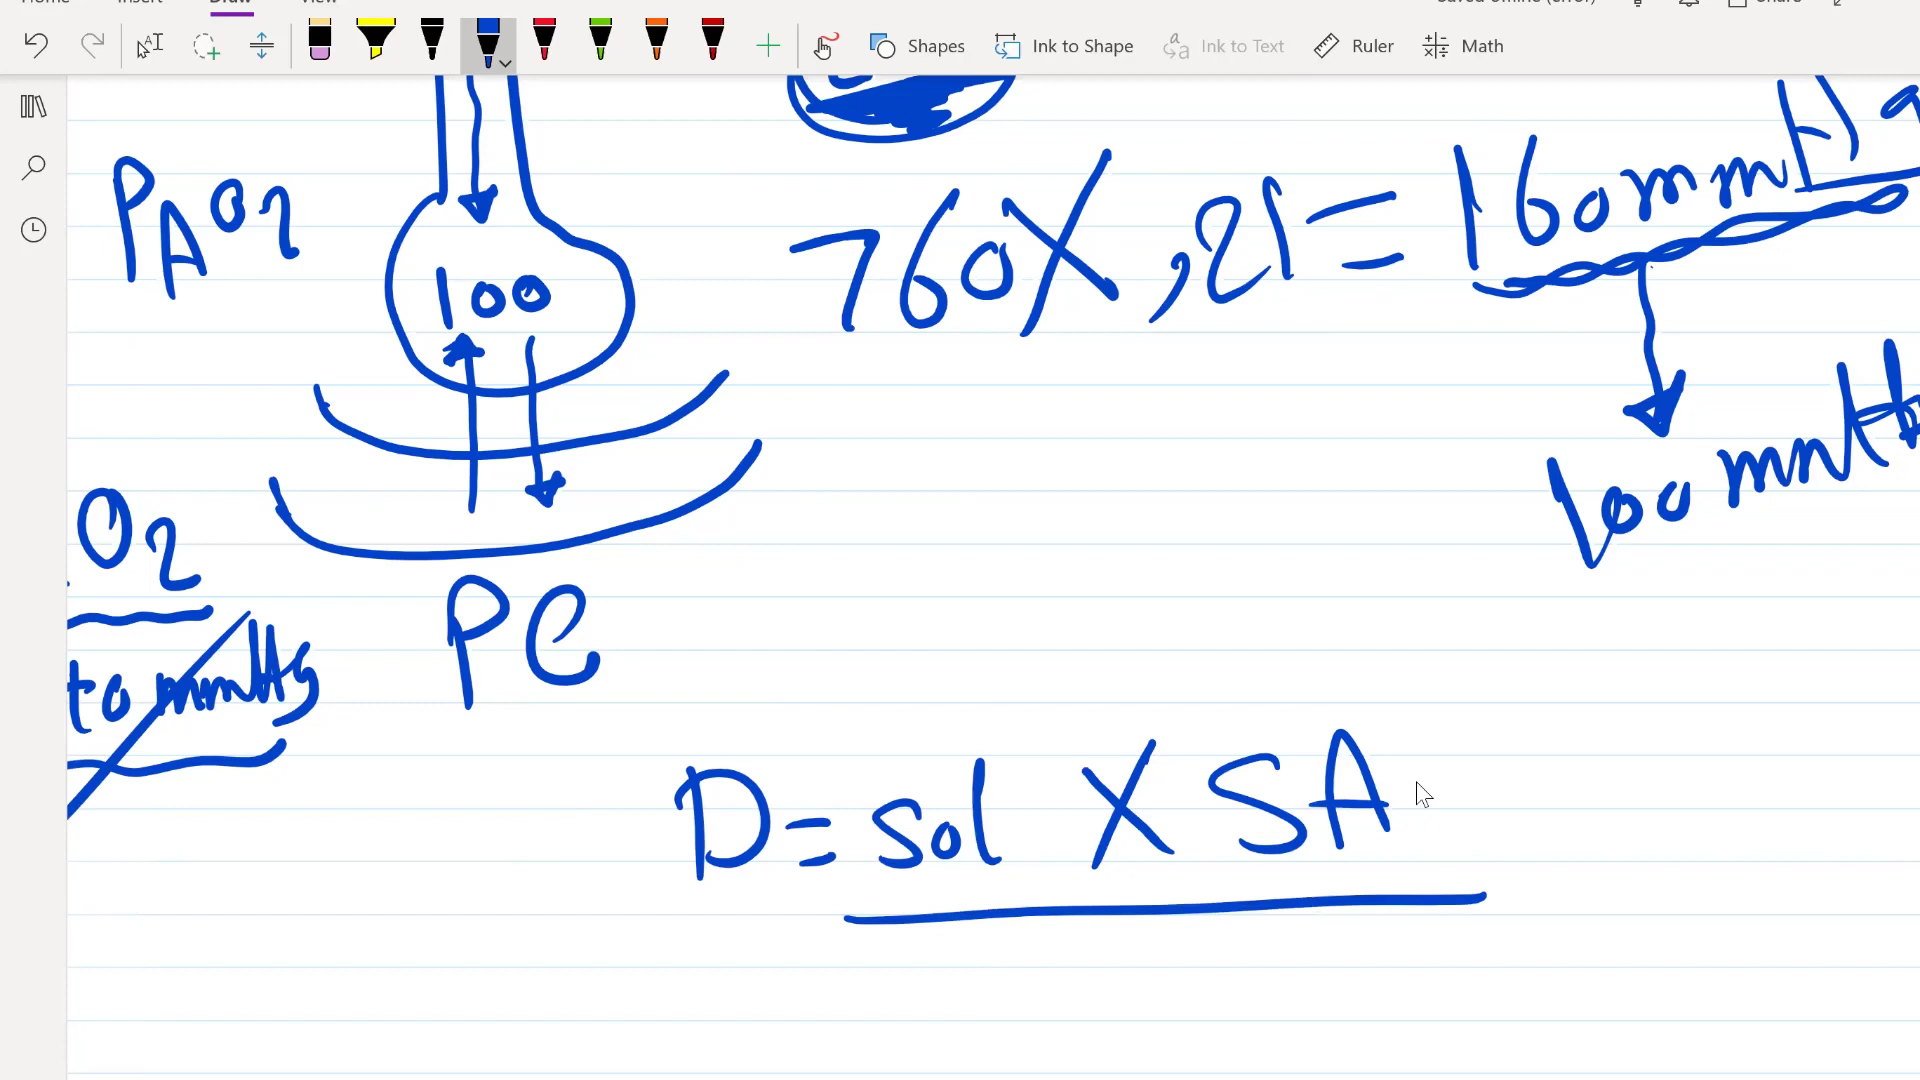 Shapes Ink to Shape Ink to Text Ruler Math
PAO2
100
760X,21=160mmHg
100 mmH
O2
to mmHg
PC
D=sol X SA